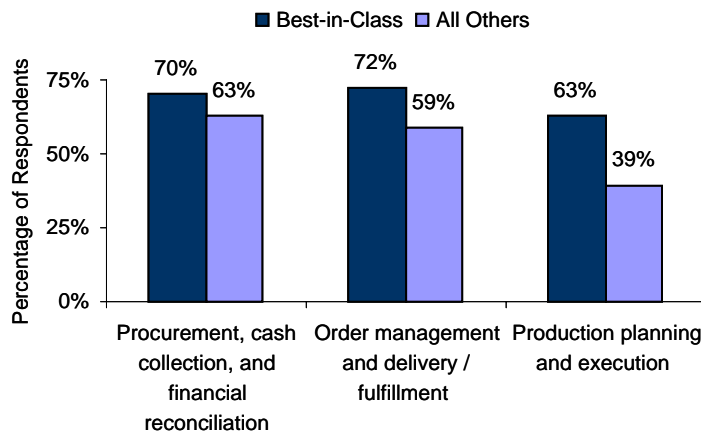 Best-in-Class All Others
Percentage of Respondents
75%
50%
25%
0%
70%
63%
72%
59%
63%
39%
Procurement, cash
collection, and
financial
reconciliation
Order management
and delivery /
fulfillment
Production planning
and execution